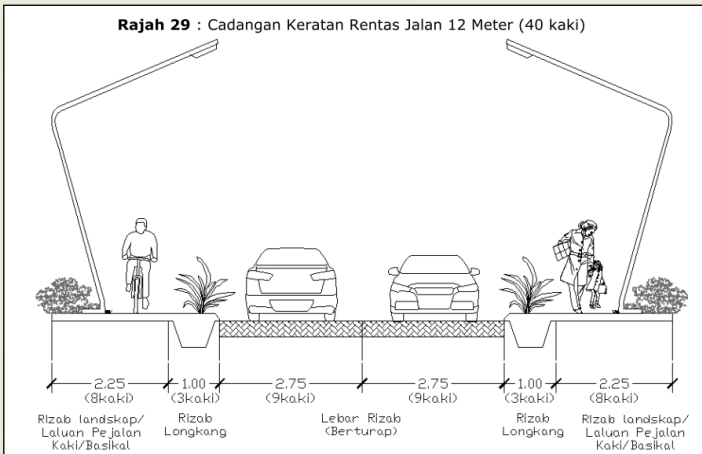 Rajah 29 : Cadangan Keratan Rentas Jalan 12 Meter (40 kaki)
2.25 1.00 2.75 2.75 1.00 2.25
(8kaki) (3kaki) (9kaki) (9kaki) (3kaki) (8kaki)
Rizab landskap/
Laluan Pejalan
Kaki/Basikal
Rizab
Longkang
Lebar Rizab
(Berturap)
Rizab
Longkang
Rizab landskap/
Laluan Pejalan
Kaki/Basikal